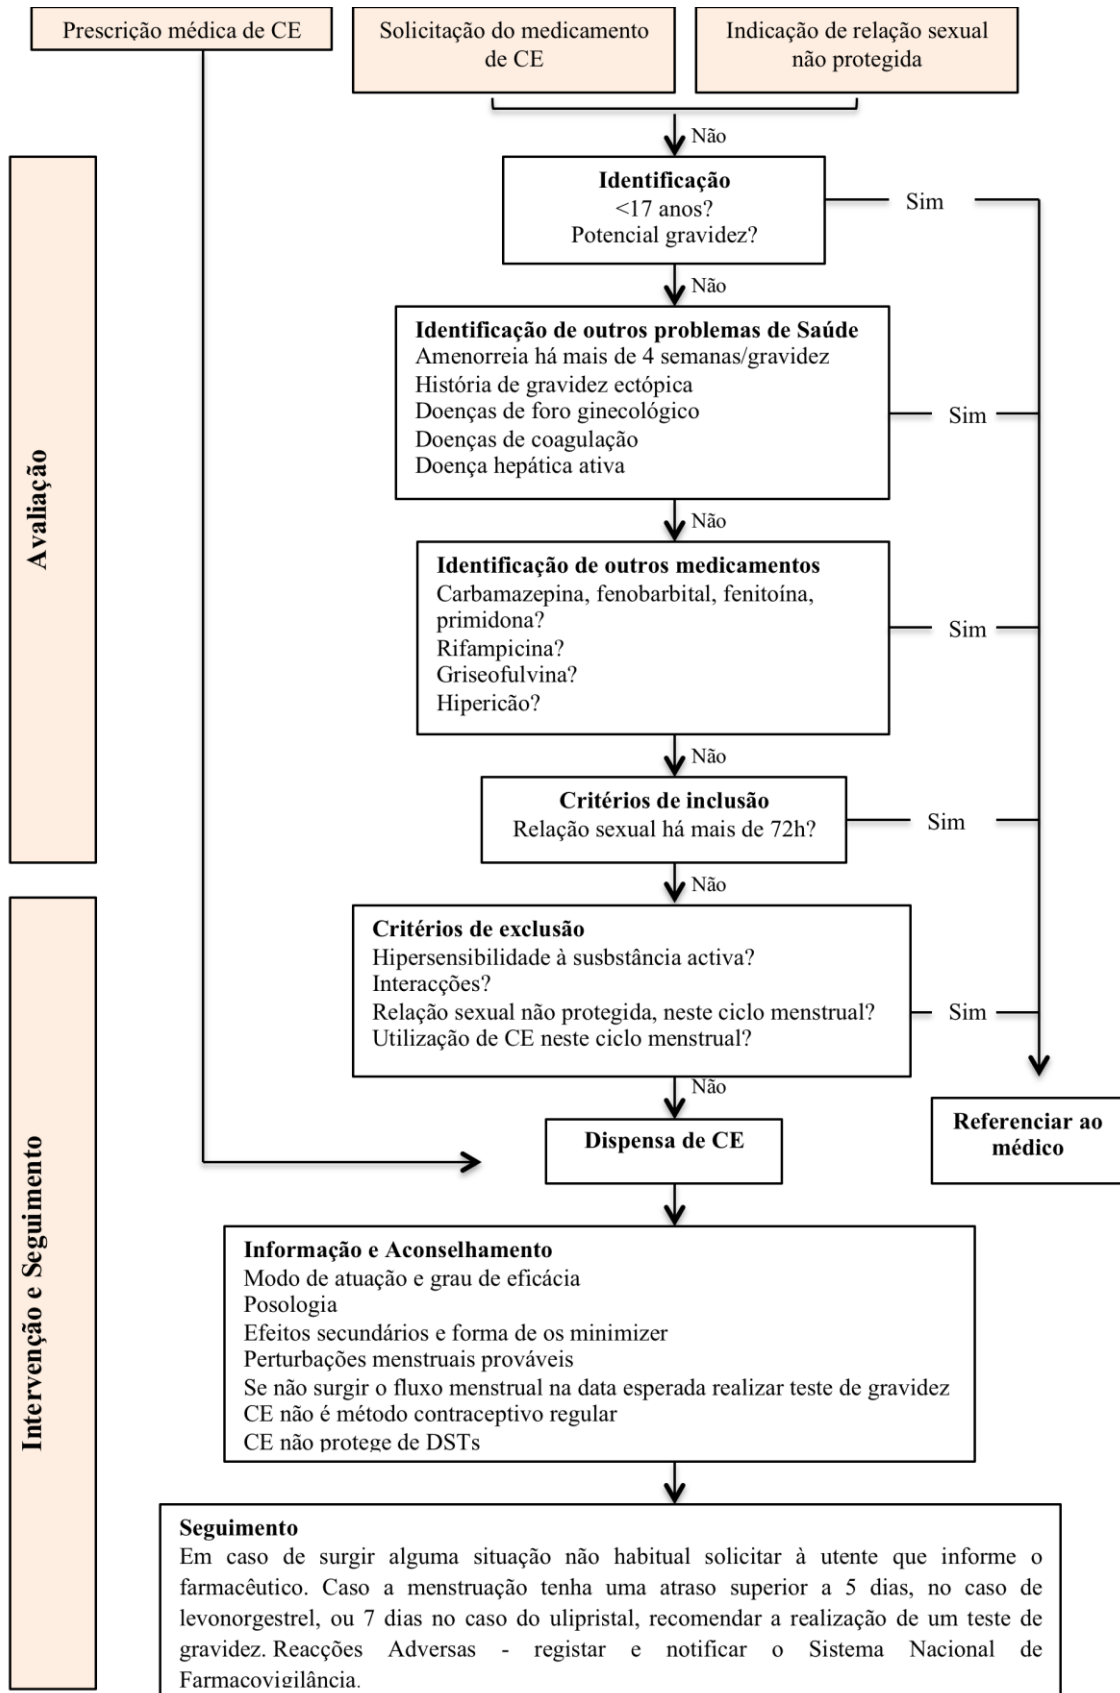 Prescrição médica de CE
Solicitação do medicamento
de CE
Indicação de relação sexual
não protegida
Não
Avaliação
Identificação
<17 anos?
Potencial gravidez?
Sim
Não
Identificação de outros problemas de Saúde
Amenorreia há mais de 4 semanas/gravidez
História de gravidez ectópica
Doenças de foro ginecológico
Doenças de coagulação
Doença hepática ativa
Sim
Não
Identificação de outros medicamentos
Carbamazepina, fenobarbital, fenitoína,
primidona?
Rifampicina?
Griseofulvina?
Hipericão?
Sim
Não
Critérios de inclusão
Relação sexual há mais de 72h?
Sim
Não
Intervenção e Seguimento
Critérios de exclusão
Hipersensibilidade à susbstância activa?
Interacções?
Relação sexual não protegida, neste ciclo menstrual?
Utilização de CE neste ciclo menstrual?
Sim
Não
Dispensa de CE
Referenciar ao
médico
Informação e Aconselhamento
Modo de atuação e grau de eficácia
Posologia
Efeitos secundários e forma de os minimizer
Perturbações menstruais prováveis
Se não surgir o fluxo menstrual na data esperada realizar teste de gravidez
CE não é método contraceptivo regular
CE não protege de DSTs
Seguimento
Em caso de surgir alguma situação não habitual solicitar à utente que informe o
farmacêutico. Caso a menstruação tenha uma atraso superior a 5 dias, no caso de
levonorgestrel, ou 7 dias no caso do ulipristal, recomendar a realização de um teste de
gravidez. Reacções Adversas - registar e notificar o Sistema Nacional de
Farmacovigilância.